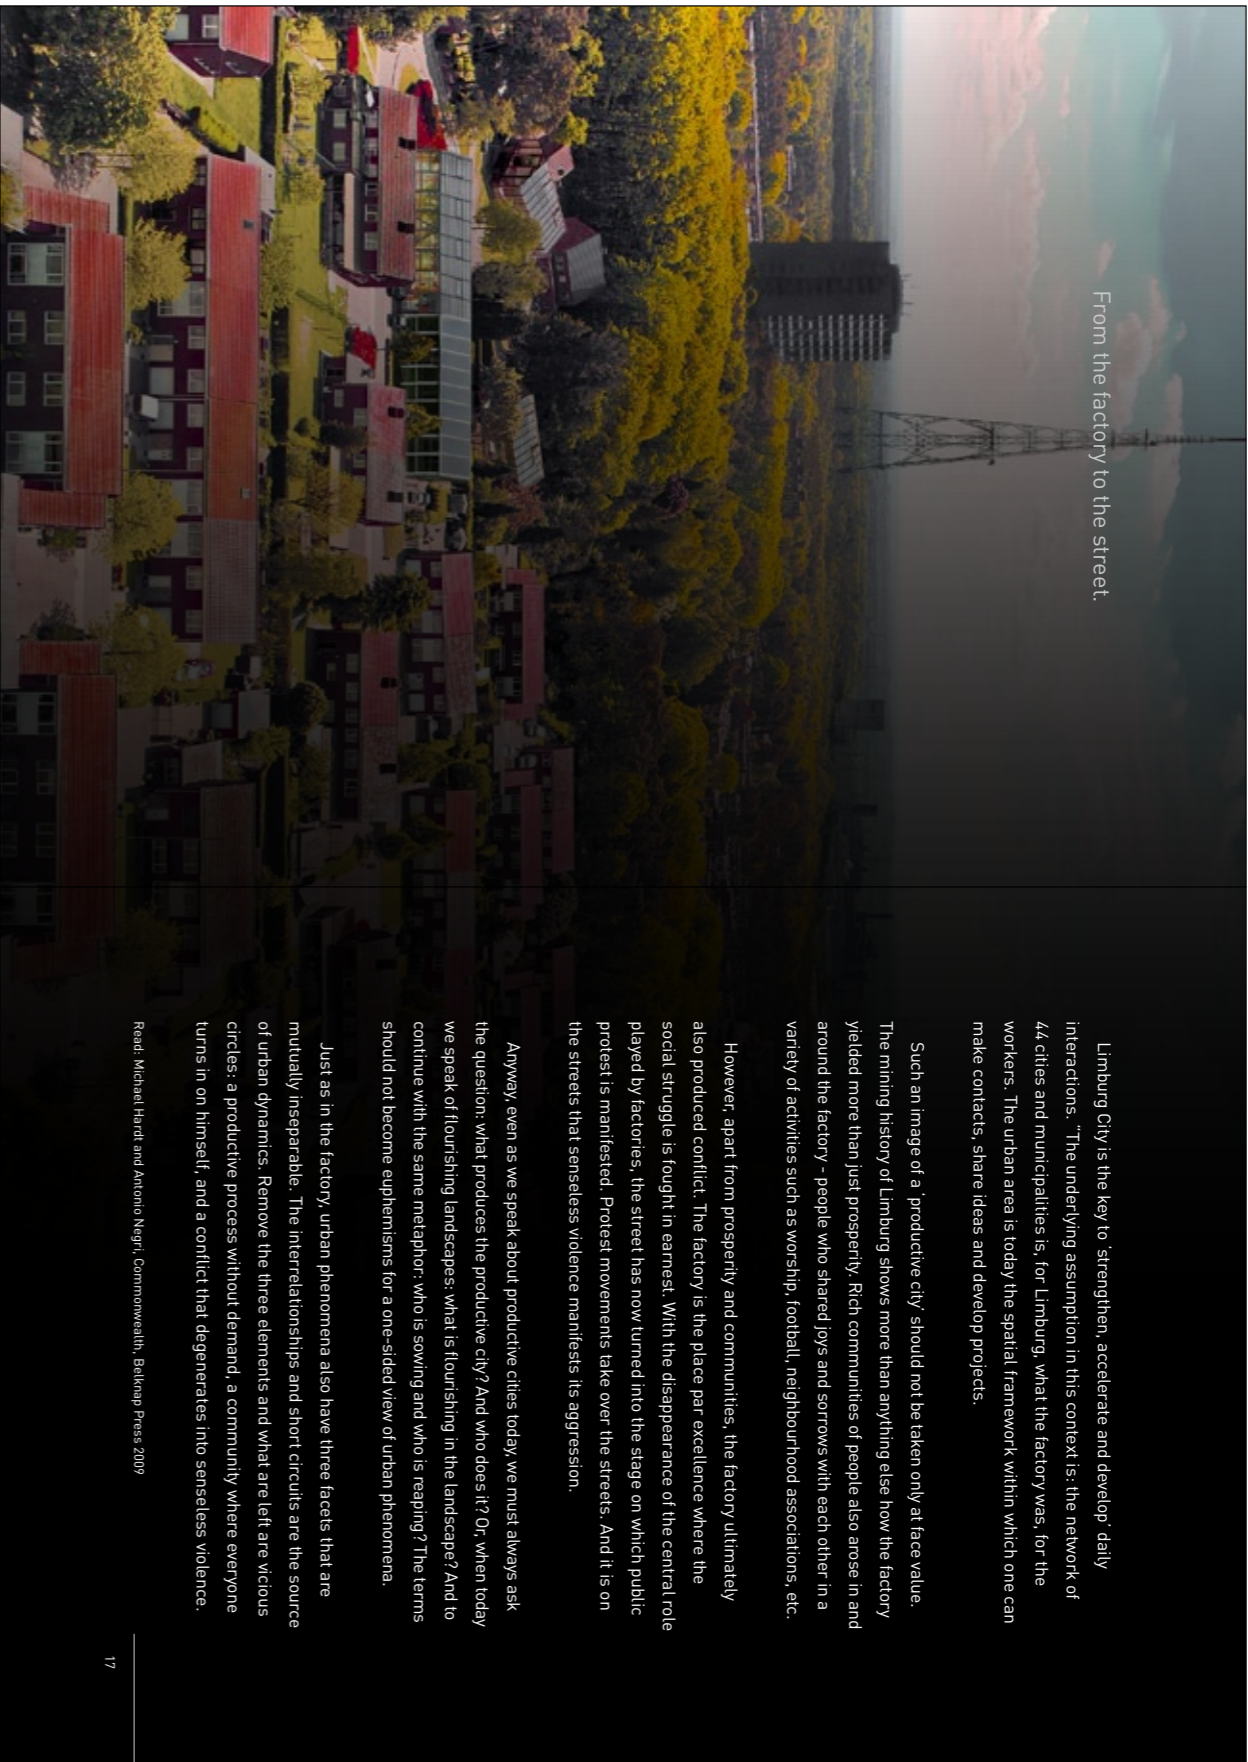 From the factory to the street.
Limburg City is the key to 'strengthen, accelerate and develop' daily
interactions. "The underlying assumption in this context is: the network of
44 cities and municipalities is, for Limburg, what the factory was, for the
workers. The urban area is today the spatial framework within which one can
make contacts, share ideas and develop projects.
Such an image of a 'productive city' should not be taken only at face value.
The mining history of Limburg shows more than anything else how the factory
yielded more than just prosperity. Rich communities of people also arose in and
around the factory - people who shared joys and sorrows with each other in a
variety of activities such as worship, football, neighbourhood associations, etc.
However, apart from prosperity and communities, the factory ultimately
also produced conflict. The factory is the place par excellence where the
social struggle is fought in earnest. With the disappearance of the central role
played by factories, the street has now turned into the stage on which public
protest is manifested. Protest movements take over the streets. And it is on
the streets that senseless violence manifests its aggression.
Anyway, even as we speak about productive cities today, we must always ask
the question: what produces the productive city? And who does it? Or, when today
we speak of flourishing landscapes: what is flourishing in the landscape? And to
continue with the same metaphor: who is sowing and who is reaping? The terms
should not become euphemisms for a one-sided view of urban phenomena.
Just as in the factory, urban phenomena also have three facets that are
mutually inseparable. The interrelationships and short circuits are the source
of urban dynamics. Remove the three elements and what are left are vicious
circles: a productive process without demand, a community where everyone
turns in on himself, and a conflict that degenerates into senseless violence.
Read: Michael Hardt and Antonio Negri, Commonwealth, Belknap Press 2009
17